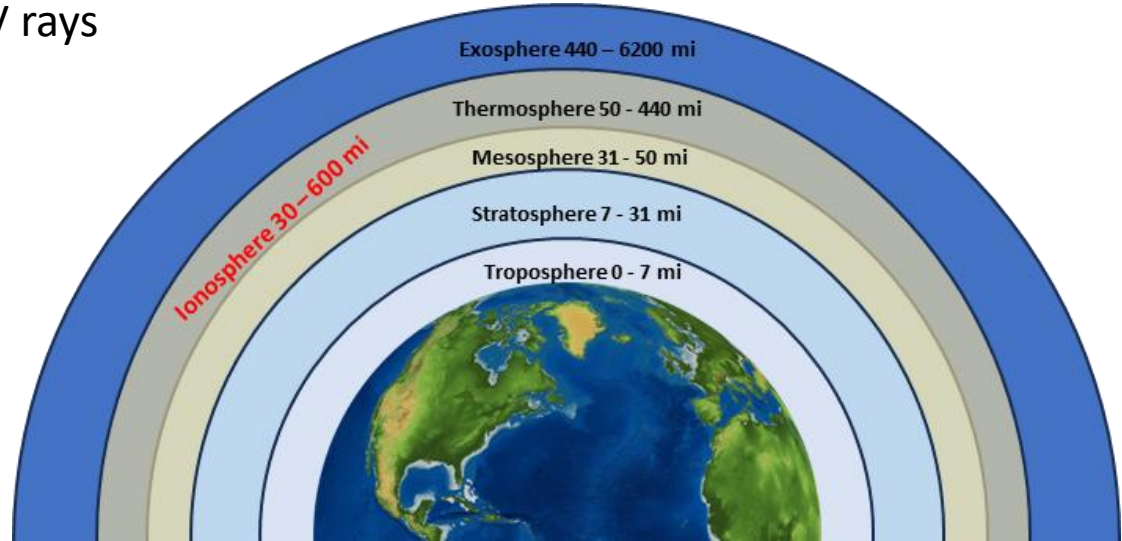 rays
Exosphere 440 – 6200 mi
Thermosphere 50 - 440 mi
Mesosphere 31 - 50 mi
Ionosphere 30 – 600 mi
Stratosphere 7 - 31 mi
Troposphere 0 - 7 mi